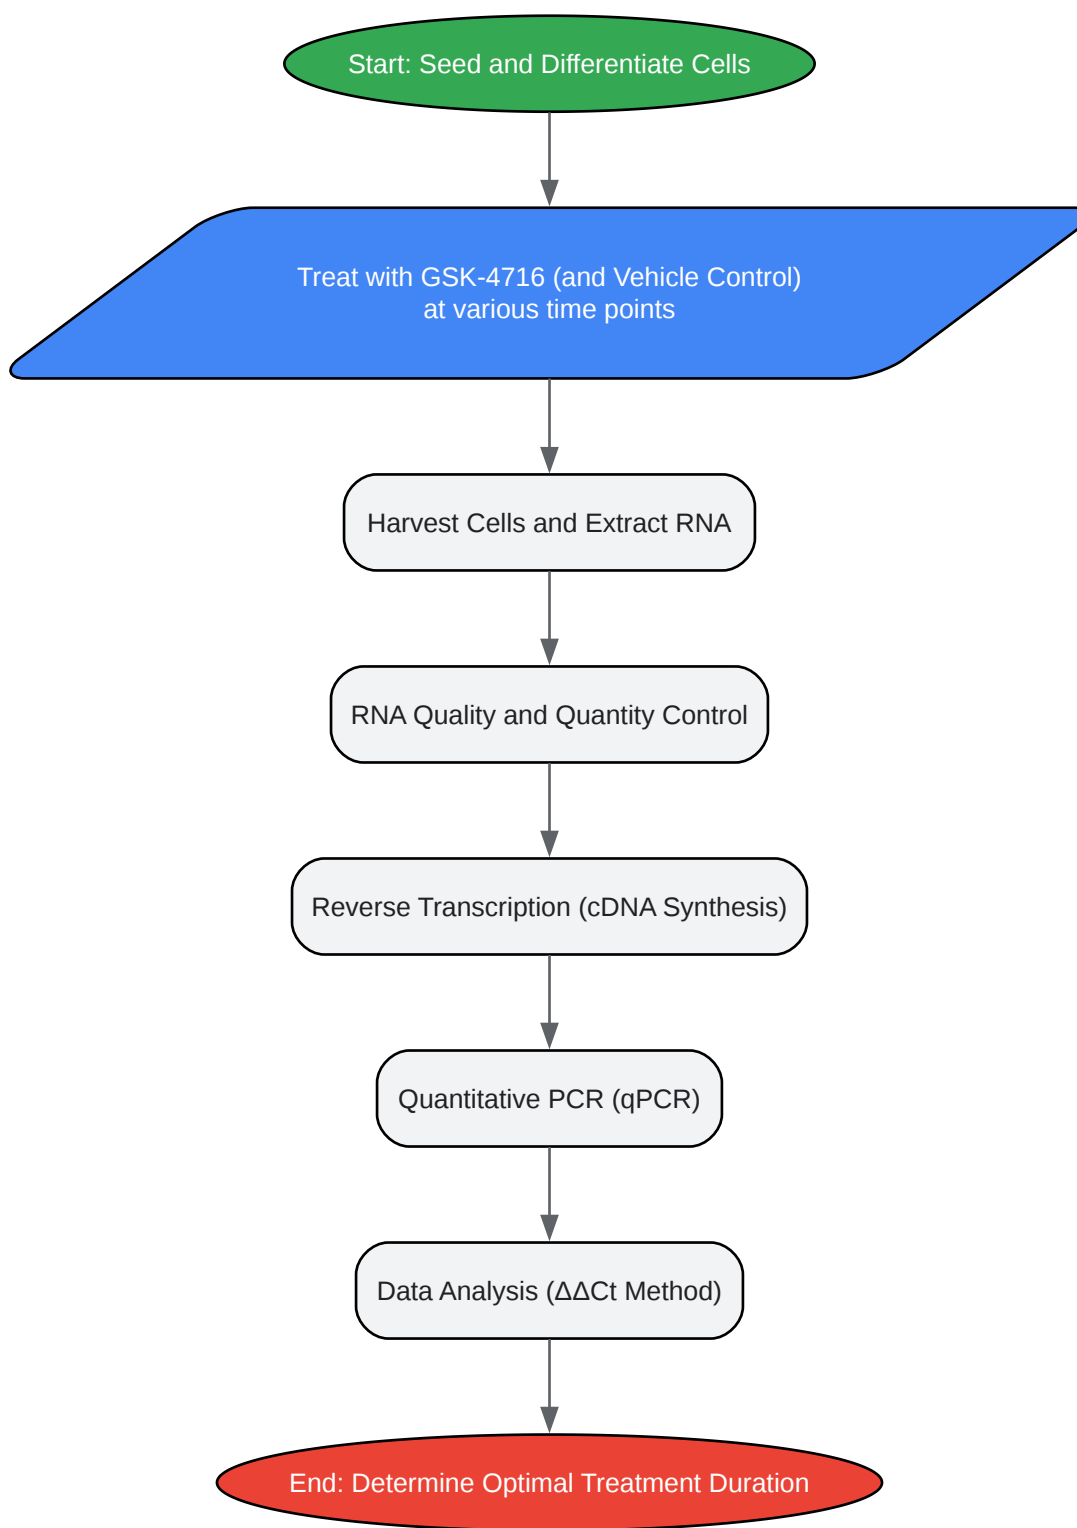 Start: Seed and Differentiate Cells
Treat with GSK-4716 (and Vehicle Control)
at various time points
Harvest Cells and Extract RNA
RNA Quality and Quantity Control
Reverse Transcription (cDNA Synthesis)
Quantitative PCR (qPCR)
Data Analysis (ΔΔCt Method)
End: Determine Optimal Treatment Duration